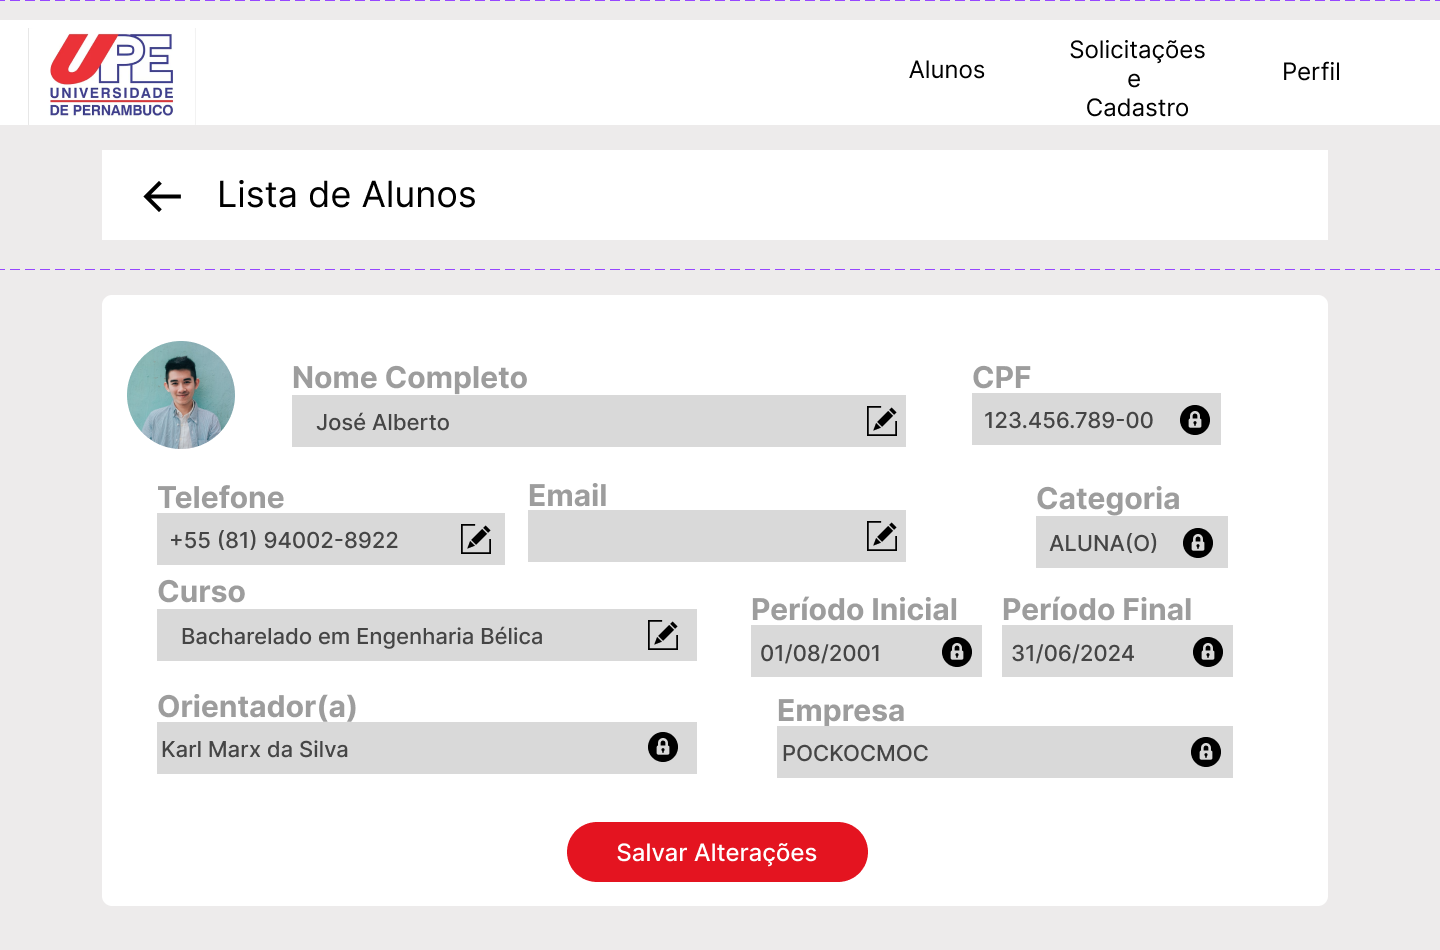 UPE
UNIVERSIDADE
DE PERNAMBUCO
Alunos
Solicitações
e
Cadastro
Perfil
Lista de Alunos
Nome Completo
José Alberto
CPF
123.456.789-00
Telefone
+55 (81) 94002-8922
Email
Categoria
ALUNA(O)
Curso
Bacharelado em Engenharia Bélica
Período Inicial
01/08/2001
Período Final
31/06/2024
Orientador(a)
Karl Marx da Silva
Empresa
POCKOCMOC
Salvar Alterações